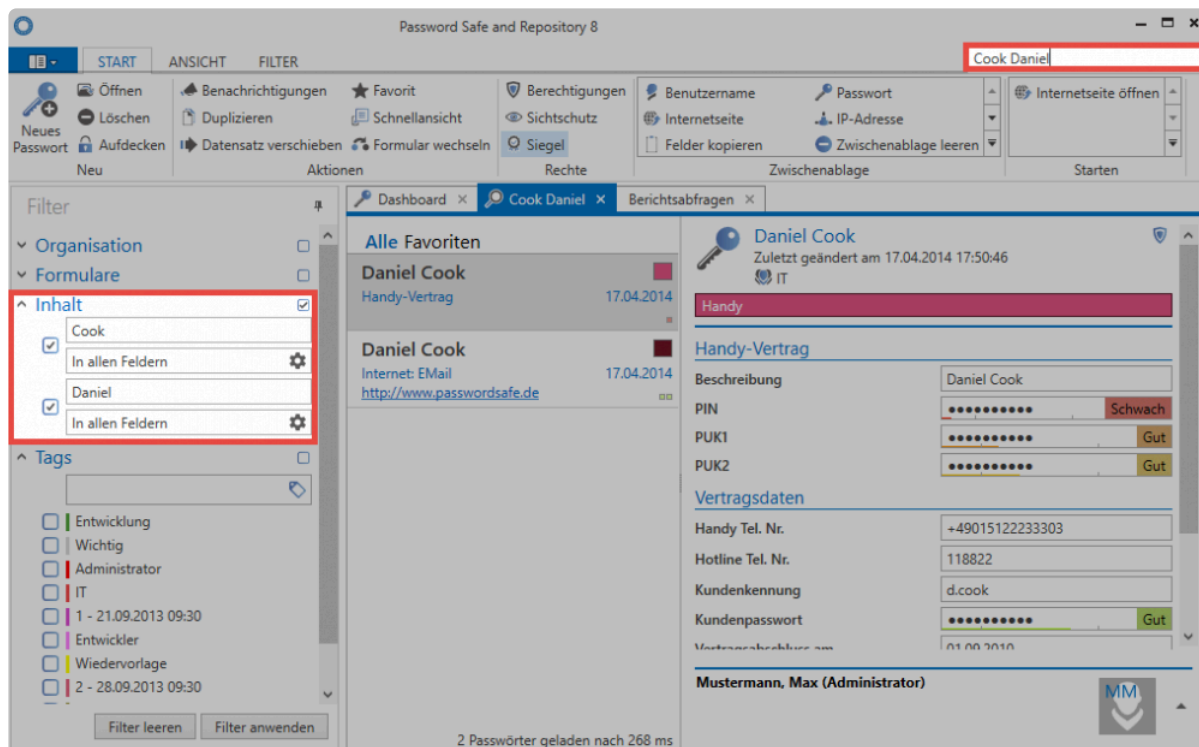 Password Safe and Repository 8
START ANSICHT FILTER
Cook Daniel
Neues Passwort
Öffnen
Löschen
Aufdecken
Neu
Benachrichtigungen
Duplizieren
Datensatz verschieben
Favorit
Schnellansicht
Formular wechseln
Aktionen
Berechtigungen
Sichtschutz
Siegel
Rechte
Benutzername
Internetseite
Felder kopieren
Passwort
IP-Adresse
Zwischenablage leeren
Zwischenablage
Internetseite öffnen
Starten
Filter
Organisation
Formulare
Inhalt
Cook
In allen Feldern
Daniel
In allen Feldern
Tags
Entwicklung
Wichtig
Administrator
IT
1 - 21.09.2013 09:30
Entwickler
Wiedervorlage
2 - 28.09.2013 09:30
Filter leeren Filter anwenden
Dashboard Cook Daniel Berichtsabfragen
Alle Favoriten
Daniel Cook
Handy-Vertrag 17.04.2014
Daniel Cook
Internet: EMail 17.04.2014
http://www.passwordsafe.de
2 Passwörter geladen nach 268 ms
Daniel Cook
Zuletzt geändert am 17.04.2014 17:50:46
IT
Handy
Handy-Vertrag
Beschreibung Daniel Cook
PIN ●●●●●●●●●● Schwach
PUK1 ●●●●●●●●●● Gut
PUK2 ●●●●●●●●●● Gut
Vertragsdaten
Handy Tel. Nr. +49015122233303
Hotline Tel. Nr. 118822
Kundenkennung d.cook
Kundenpasswort ●●●●●●●●●● Gut
Vertragsabschluss am 01.09.2010
Mustermann, Max (Administrator)
MM